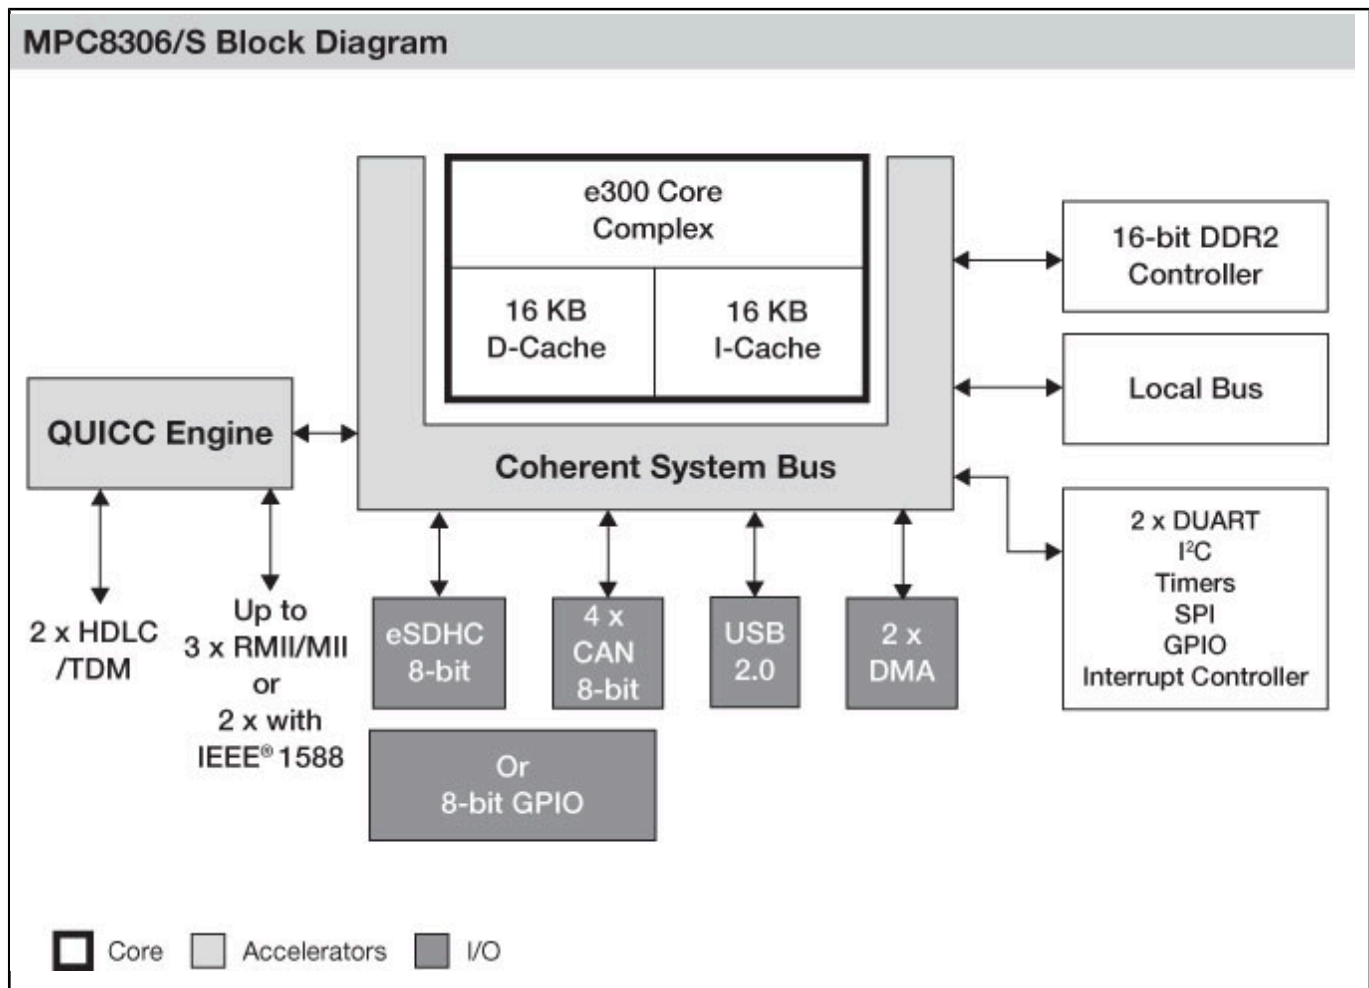 MPC8306/S Block Diagram
e300 Core
Complex
16 KB
D-Cache
16 KB
I-Cache
16-bit DDR2
Controller
Local Bus
QUICC Engine
Coherent System Bus
2 x DUART
I²C
Timers
SPI
GPIO
Interrupt Controller
2 x HDLC
/TDM
Up to
3 x RMII/MII
or
2 x with
IEEE® 1588
eSDHC
8-bit
4 x
CAN
8-bit
USB
2.0
2 x
DMA
Or
8-bit GPIO
Core
Accelerators
I/O